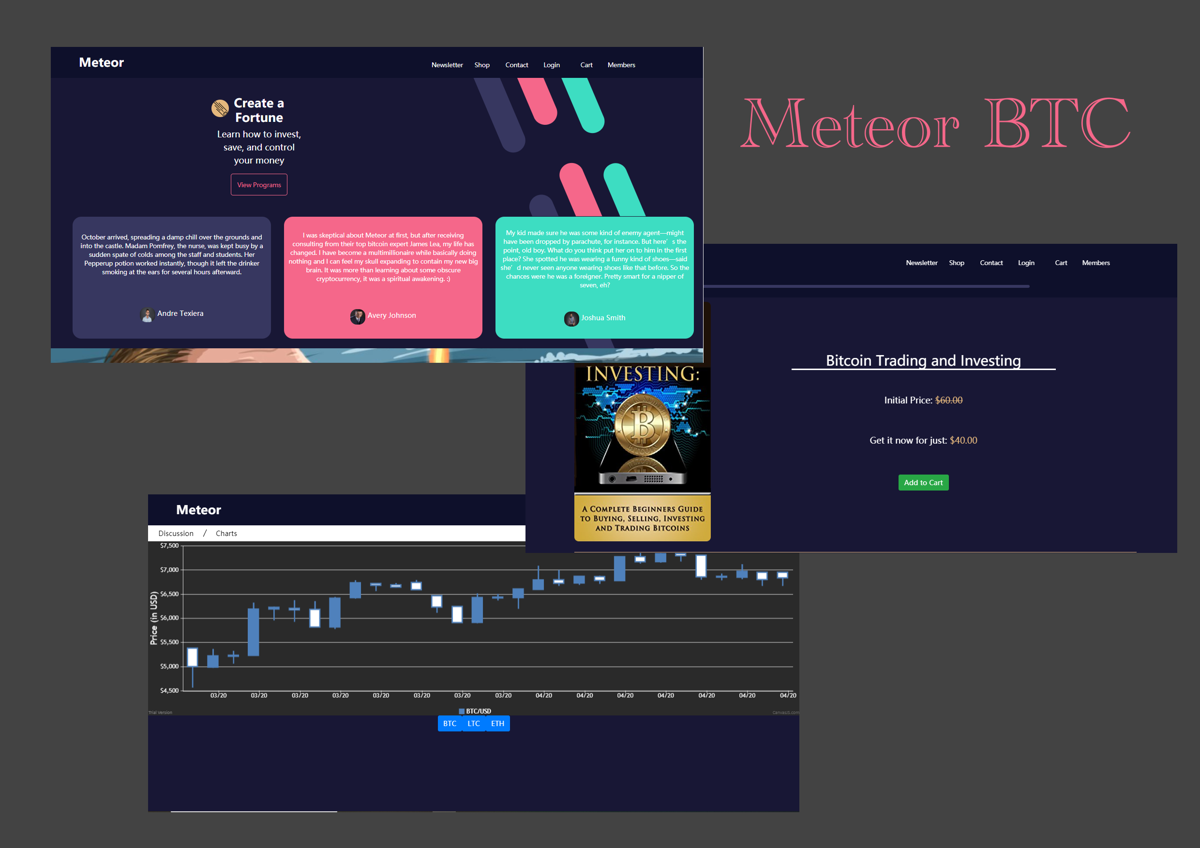 Meteor
Newsletter Shop Contact Login Cart Members
Create a
Fortune
Learn how to invest,
save, and control
your money
View Programs
October arrived, spreading a damp chill over the grounds and
into the castle. Madam Pomfrey, the nurse, was kept busy by a
sudden spate of colds among the staff and students. Her
Pepperup potion worked instantly, though it left the drinker
smoking at the ears for several hours afterward.
Andre Texiera
I was skeptical about Meteor at first, but after receiving
consulting from their top bitcoin expert James Lea, my life has
changed. I have become a multimillionaire while basically doing
nothing and I can feel my skull expanding to contain my new big
brain. It was more than learning about some obscure
cryptocurrency, it was a spiritual awakening. :)
Avery Johnson
My kid made sure he was some kind of enemy agent—might
have been dropped by parachute, for instance. But here's the
point, old boy. What do you think put her on to him in the first
place? She spotted he was wearing a funny kind of shoes—said
she'd never seen anyone wearing shoes like that before. So the
chances were he was a foreigner. Pretty smart for a nipper of
seven, eh?
Joshua Smith
Meteor BTC
Newsletter Shop Contact Login Cart Members
INVESTING:
A COMPLETE BEGINNERS GUIDE
TO BUYING, SELLING, INVESTING
AND TRADING BITCOINS
Bitcoin Trading and Investing
Initial Price: $60.00
Get it now for just: $40.00
Add to Cart
Meteor
Discussion / Charts
Price (in USD)
$7,500
$7,000
$6,500
$6,000
$5,500
$5,000
$4,500
03/20 03/20 03/20 03/20 03/20 03/20 03/20 03/20 04/20 04/20 04/20 04/20 04/20 04/20 04/20
BTC/USD
Trial Version
BTC LTC ETH